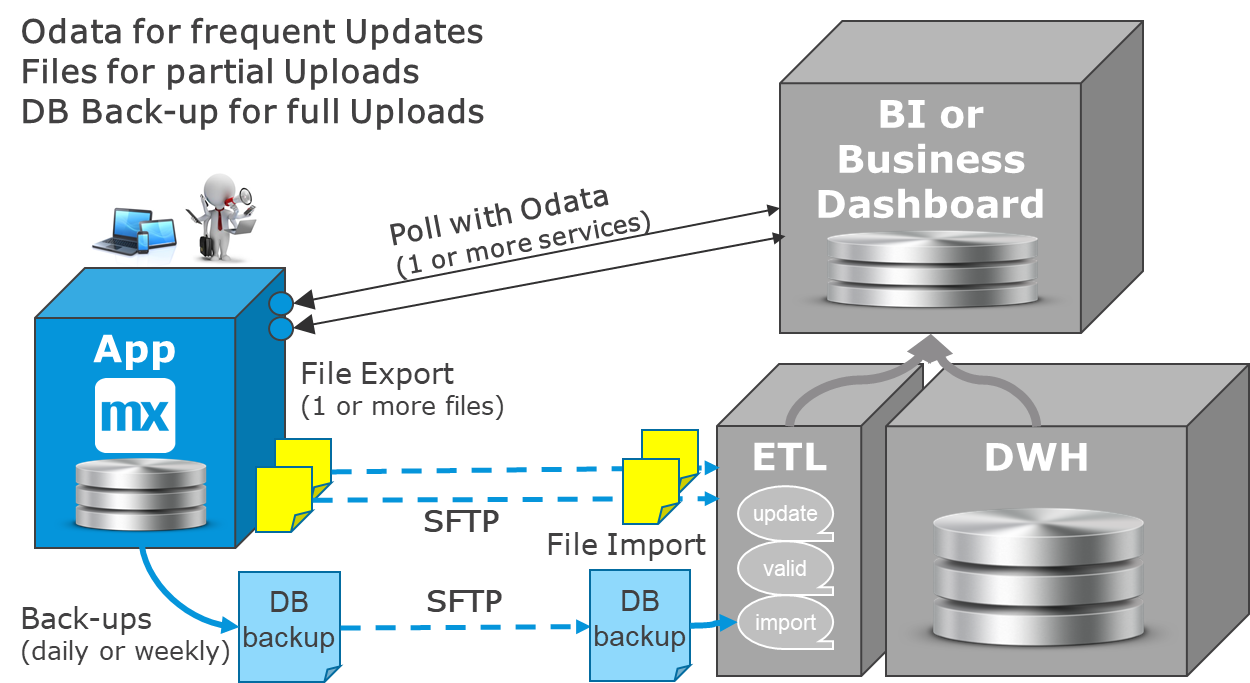 Odata for frequent Updates
Files for partial Uploads
DB Back-up for full Uploads
BI or
Business
Dashboard
Poll with Odata
(1 or more services)
App
mx
File Export
(1 or more files)
ETL
DWH
update
valid
import
SFTP
File Import
Back-ups
(daily or weekly)
DB
backup
SFTP
DB
backup